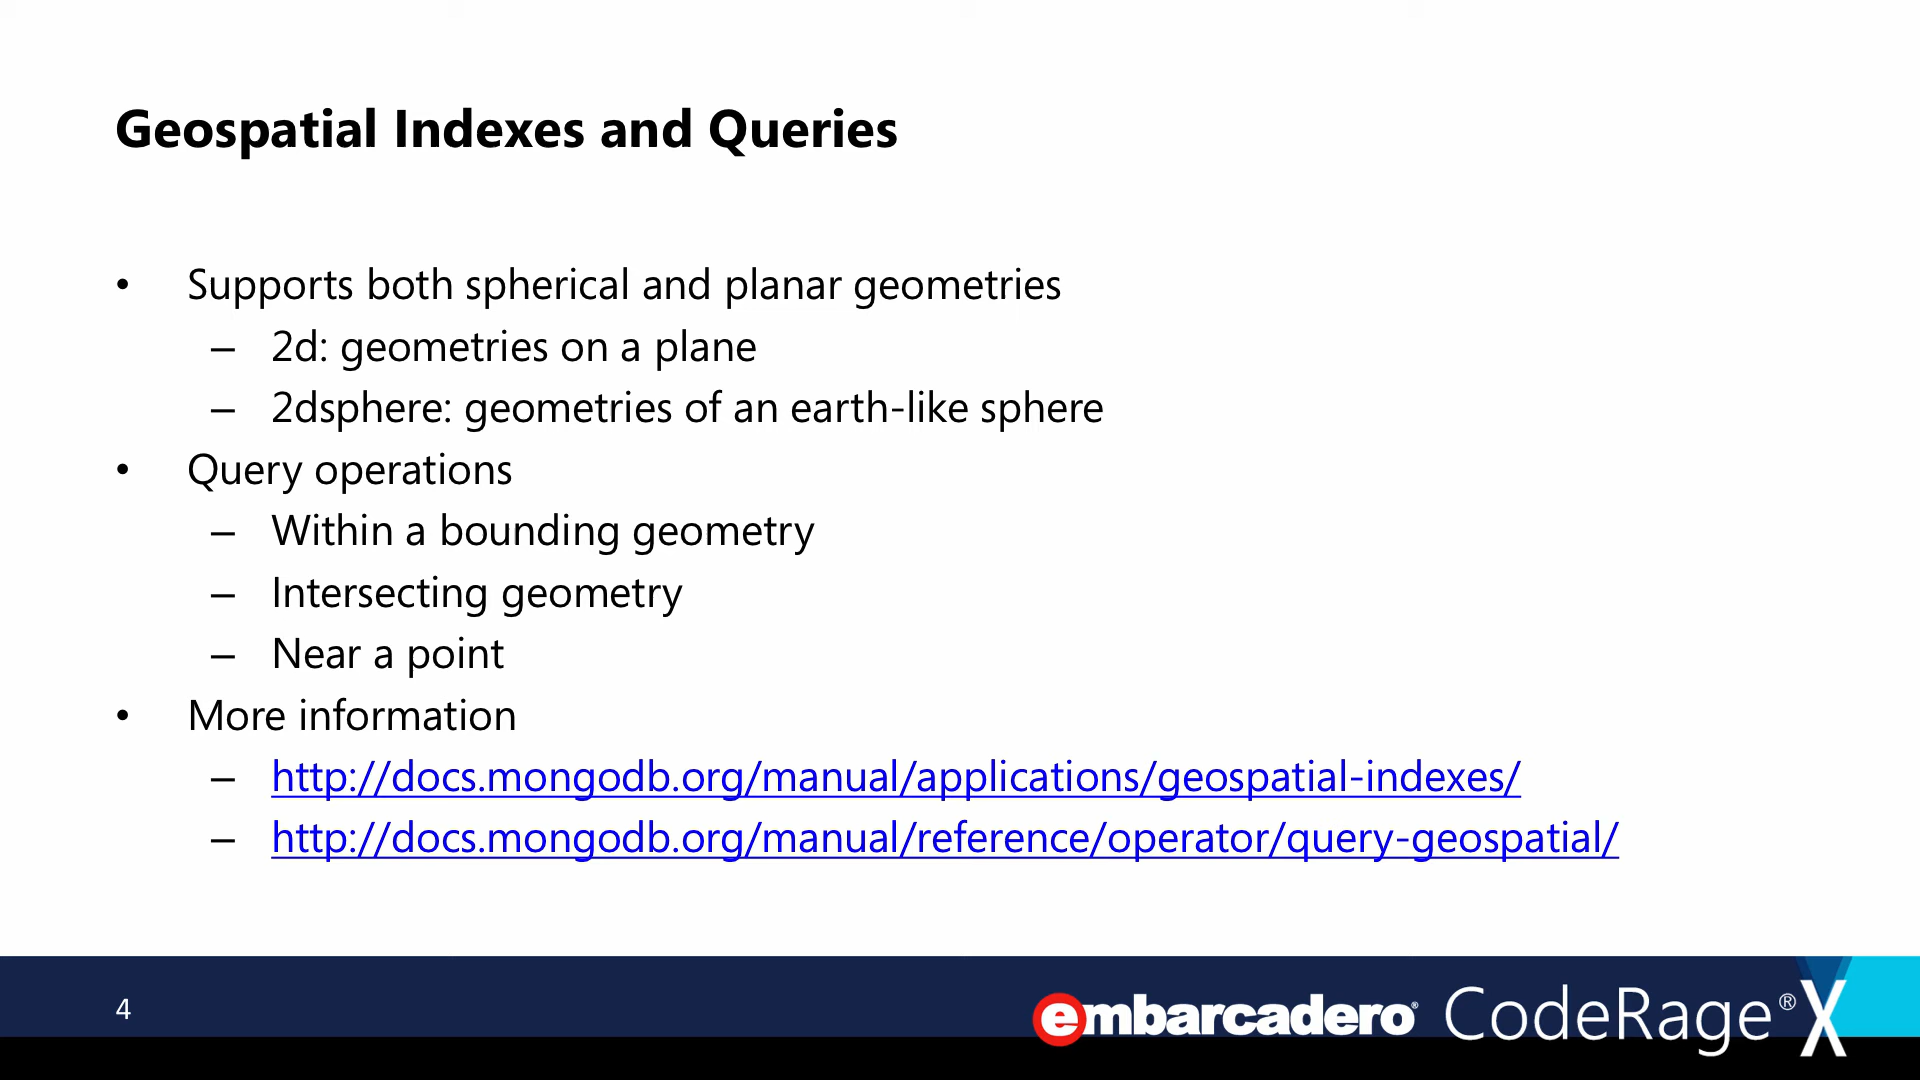 Geospatial Indexes and Queries
• Supports both spherical and planar geometries
– 2d: geometries on a plane
– 2dsphere: geometries of an earth-like sphere
• Query operations
– Within a bounding geometry
– Intersecting geometry
– Near a point
• More information
– http://docs.mongodb.org/manual/applications/geospatial-indexes/
– http://docs.mongodb.org/manual/reference/operator/query-geospatial/
4
embarcadero® CodeRage® X